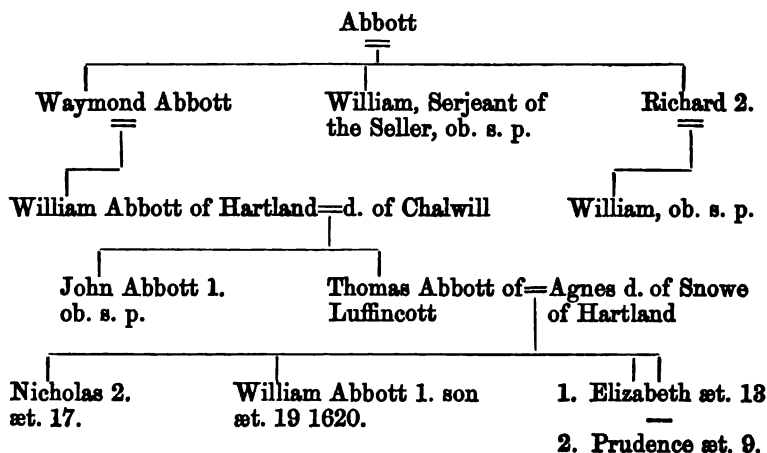 Abbott
Waymond Abbott
William, Serjeant of
the Seller, ob. s. p.
Richard 2.
William Abbott of Hartland=d. of Chalwill
William, ob. s. p.
John Abbott 1.
ob. s. p.
Thomas Abbott of=Agnes d. of Snowe
Luffincott
of Hartland
Nicholas 2.
æt. 17.
William Abbott 1. son
æt. 19 1620.
1. Elizabeth æt. 13
2. Prudence æt. 9.